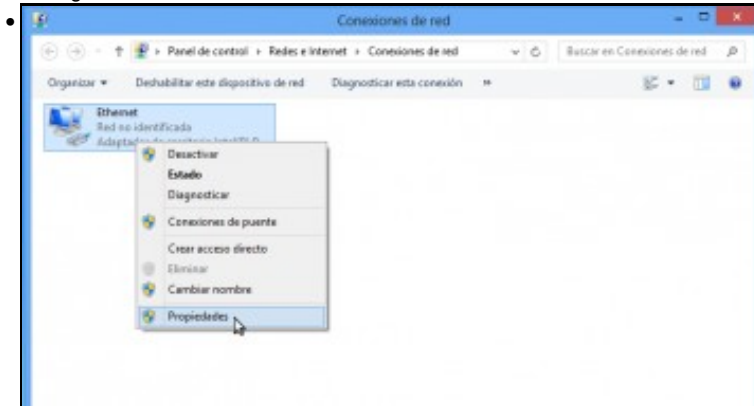 Conexiones de red
Panel de control ▸ Redes e Internet ▸ Conexiones de red
Buscar en Conexiones de red
Organizar
Deshabilitar este dispositivo de red
Diagnosticar esta conexión
Ethernet
Red no identificada
Desactivar
Estado
Diagnosticar
Conexiones de puente
Crear acceso directo
Eliminar
Cambiar nombre
Propiedades